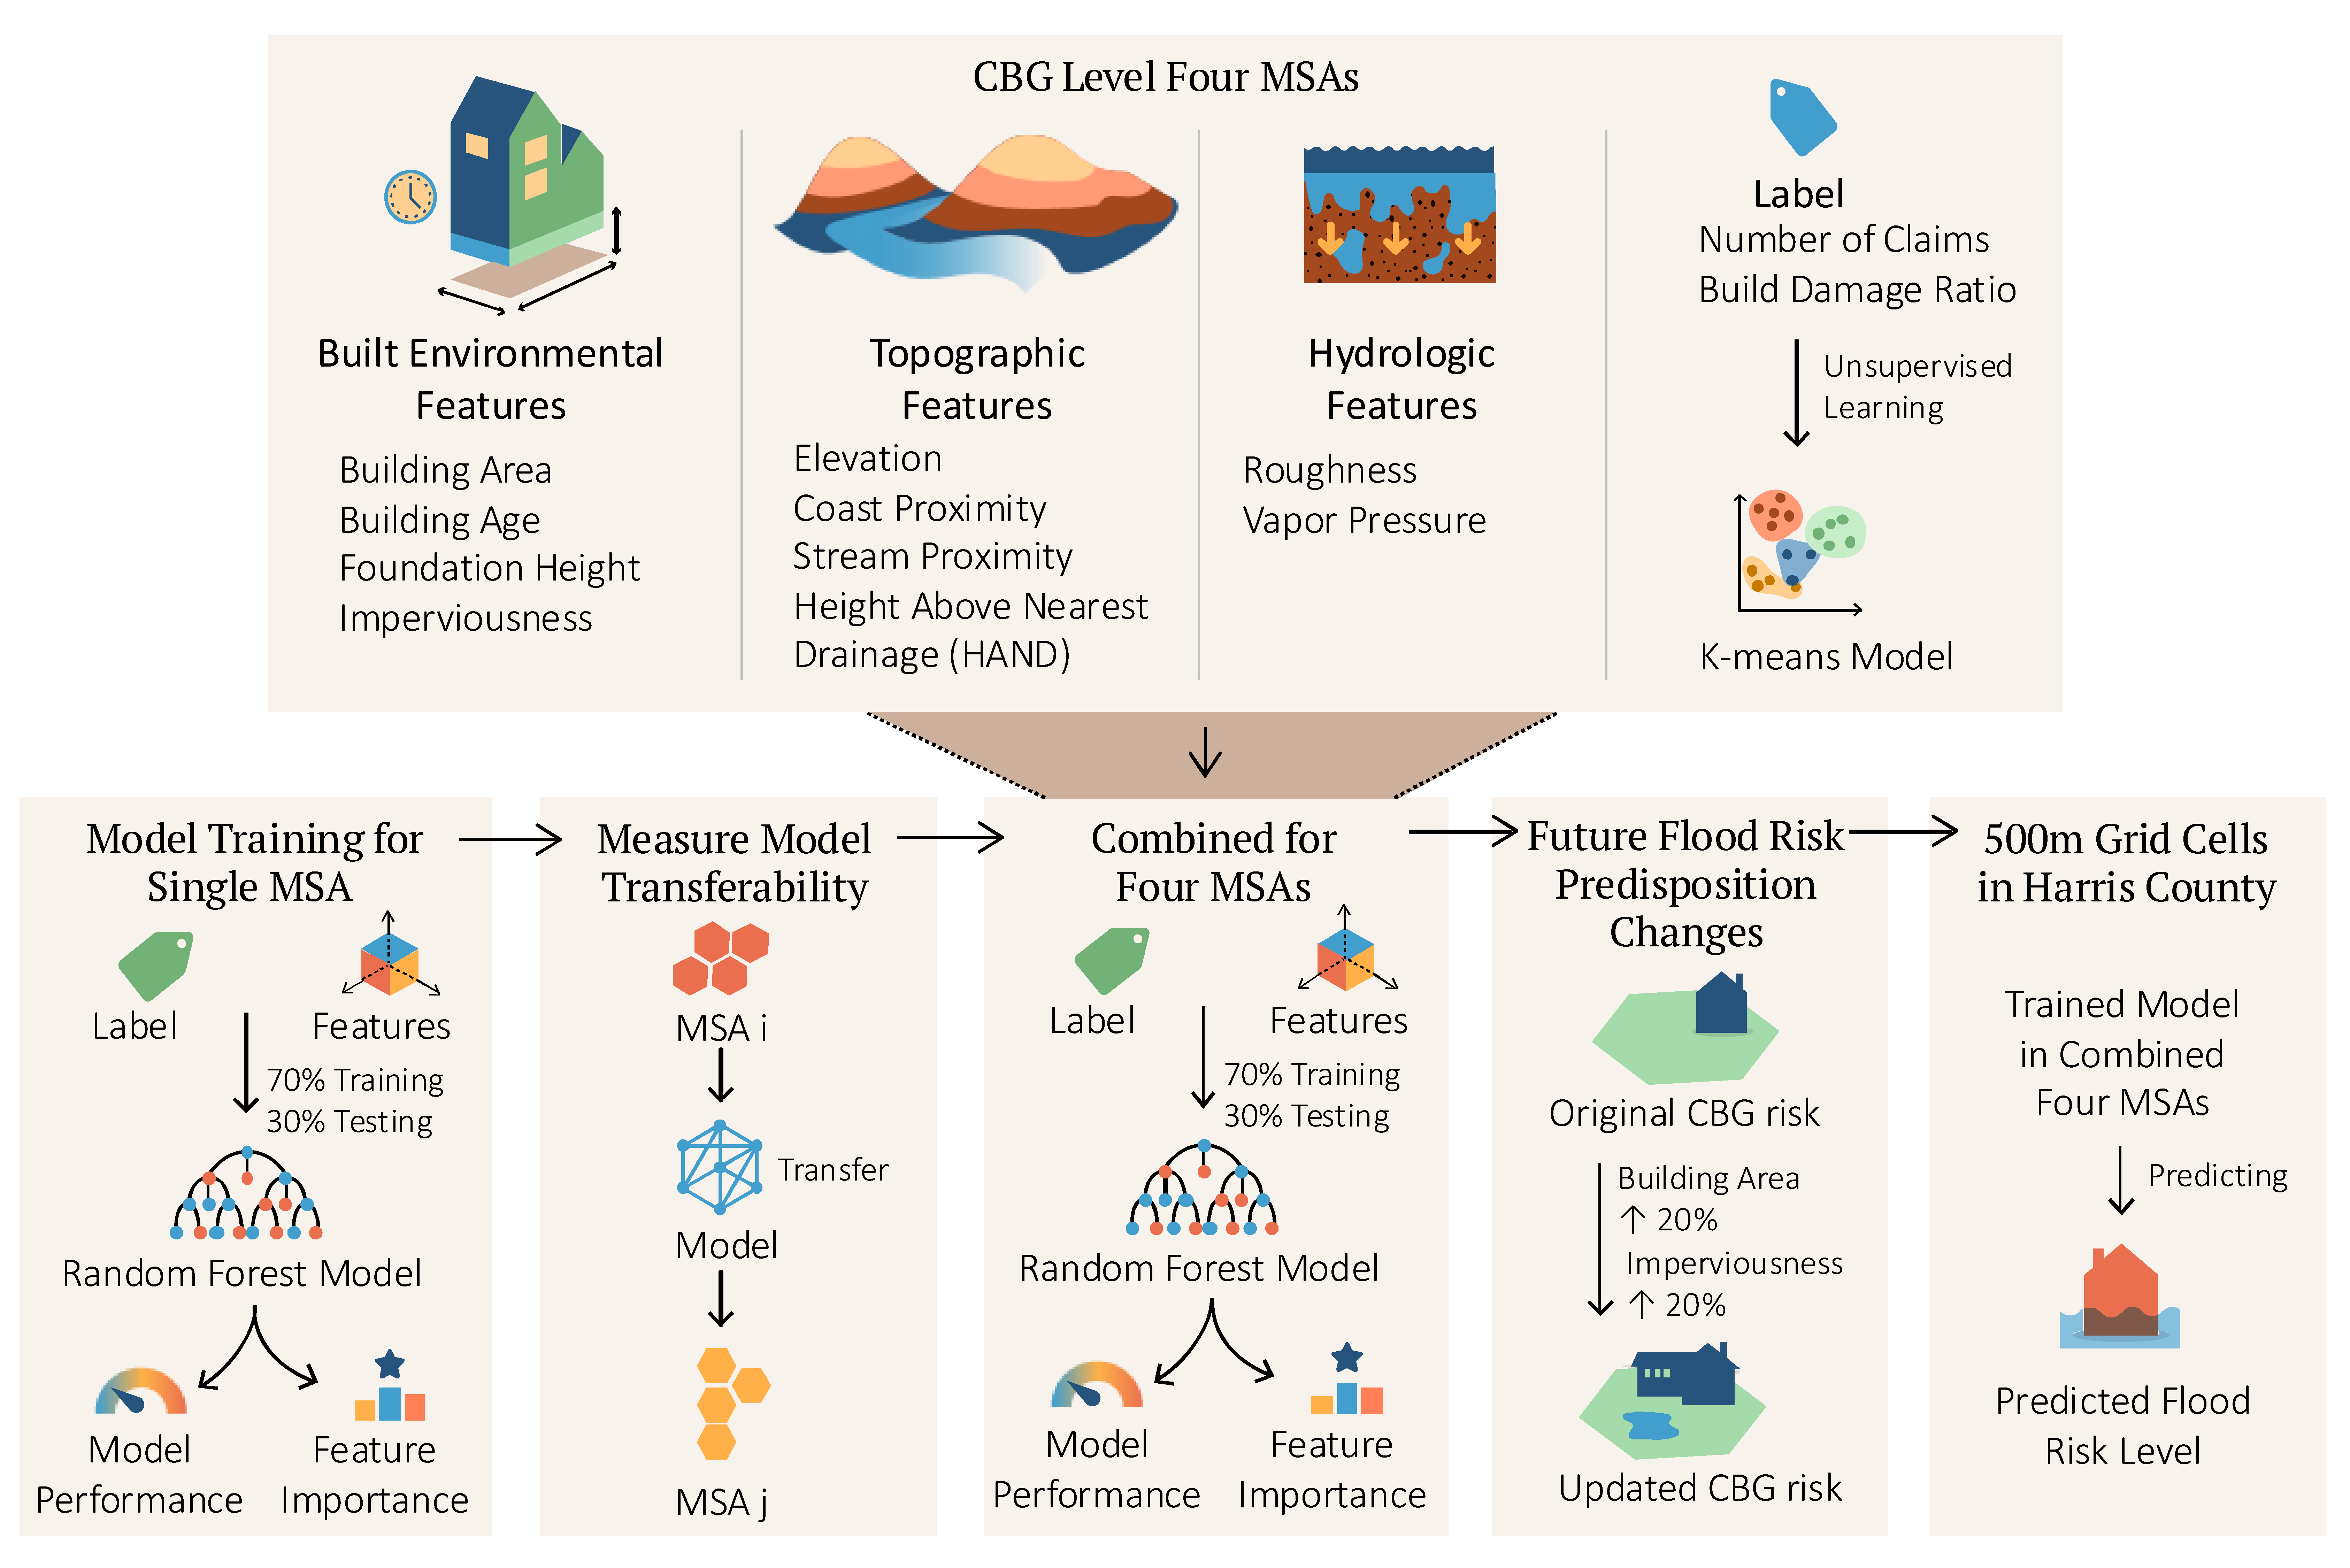 CBG Level Four MSAs
Built Environmental
Features
Building Area
Building Age
Foundation Height
Imperviousness
Topographic
Features
Elevation
Coast Proximity
Stream Proximity
Height Above Nearest
Drainage (HAND)
Hydrologic
Features
Roughness
Vapor Pressure
Label
Number of Claims
Build Damage Ratio
Unsupervised
Learning
K-means Model
Model Training for
Single MSA
Label
Features
70% Training
30% Testing
Random Forest Model
Model
Performance
Feature
Importance
Measure Model
Transferability
MSA i
Transfer
Model
MSA j
Combined for
Four MSAs
Label
Features
70% Training
30% Testing
Random Forest Model
Model
Performance
Feature
Importance
Future Flood Risk
Predisposition
Changes
Original CBG risk
Building Area
↑ 20%
Imperviousness
↑ 20%
Updated CBG risk
500m Grid Cells
in Harris County
Trained Model
in Combined
Four MSAs
Predicting
Predicted Flood
Risk Level